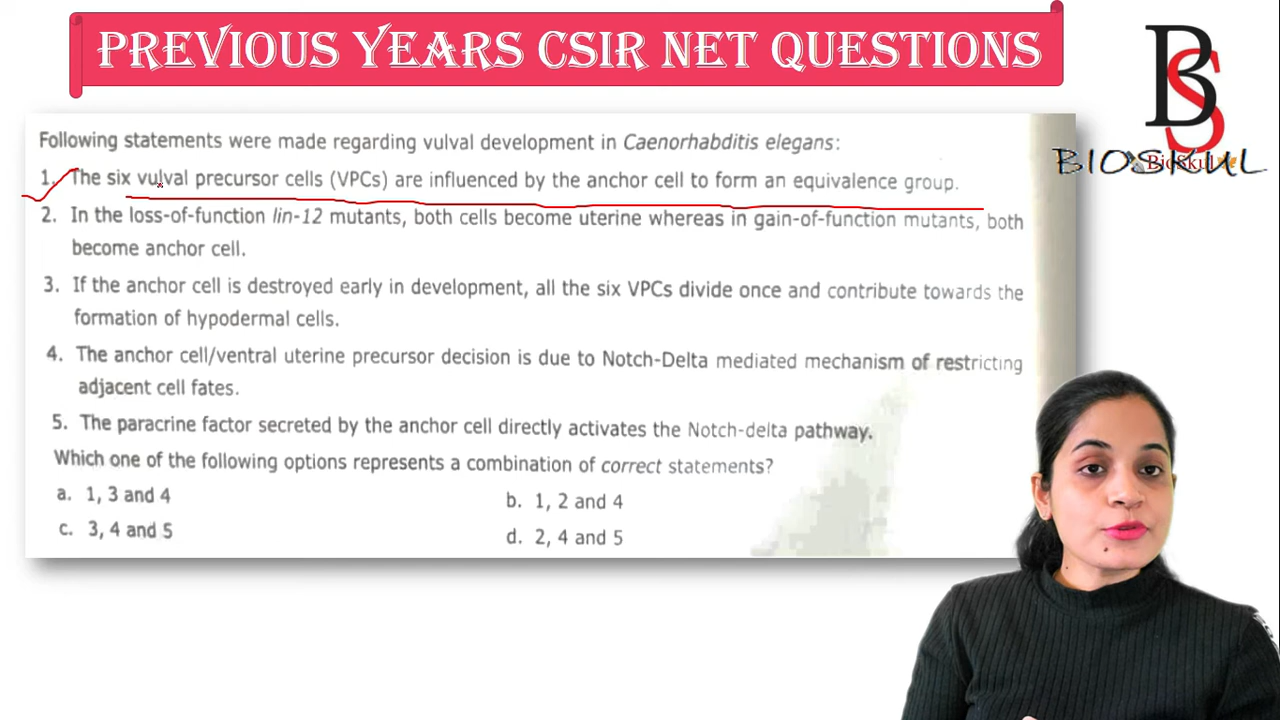 PREVIOUS YEARS CSIR NET QUESTIONS
BS
BIOSKUL
Following statements were made regarding vulval development in Caenorhabditis elegans:
1. The six vulval precursor cells (VPCs) are influenced by the anchor cell to form an equivalence group.
2. In the loss-of-function lin-12 mutants, both cells become uterine whereas in gain-of-function mutants, both
become anchor cell.
3. If the anchor cell is destroyed early in development, all the six VPCs divide once and contribute towards the
formation of hypodermal cells.
4. The anchor cell/ventral uterine precursor decision is due to Notch-Delta mediated mechanism of restricting
adjacent cell fates.
5. The paracrine factor secreted by the anchor cell directly activates the Notch-delta pathway.
Which one of the following options represents a combination of correct statements?
a. 1, 3 and 4
b. 1, 2 and 4
c. 3, 4 and 5
d. 2, 4 and 5